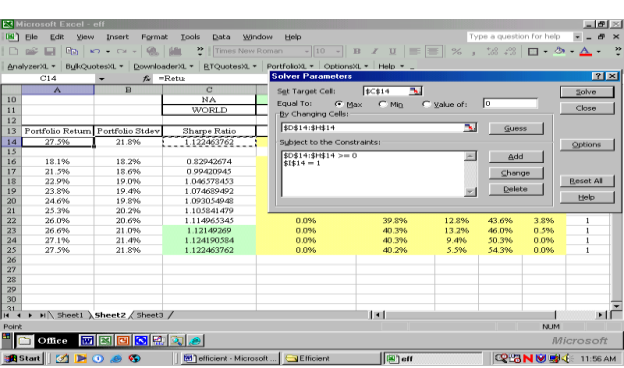 Microsoft Excel - eff
File Edit View Insert Format Tools Data Window Help Type a question for help
Times New Roman 10 B I U
AnalyzerXL BulkQuotesXL DownloaderXL RTQuotesXL PortfolioXL OptionsXL Help
C14 fx =Retu
A B C
10 NA
11 WORLD
12
13 Portfolio Return Portfolio Stdev Sharpe Ratio
14 27.5% 21.8% 1.122463762
15
16 18.1% 18.2% 0.82942674
17 21.5% 18.6% 0.99420945
18 22.9% 19.0% 1.046578453
19 23.8% 19.4% 1.074689492
20 24.6% 19.8% 1.093054948
21 25.3% 20.2% 1.105841479
22 26.0% 20.6% 1.114965345 0.0% 39.8% 12.8% 43.6% 3.8% 1
23 26.6% 21.0% 1.12149269 0.0% 40.3% 13.2% 46.0% 0.5% 1
24 27.1% 21.4% 1.124190584 0.0% 40.3% 9.4% 50.3% 0.0% 1
25 27.5% 21.8% 1.122463762 0.0% 40.2% 5.5% 54.3% 0.0% 1
26
27
28
29
30
31
Solver Parameters
Set Target Cell: $C$14 Solve
Equal To: Max Min Value of: 0 Close
By Changing Cells:
$D$14:$H$14 Guess
Subject to the Constraints: Options
$D$14:$H$14 >= 0 Add
$I$14 = 1 Change
Reset All
Delete
Help
Sheet1 Sheet2 Sheet3
Point NUM
Office Microsoft
Start efficient - Microsoft ... Efficient eff 11:56 AM